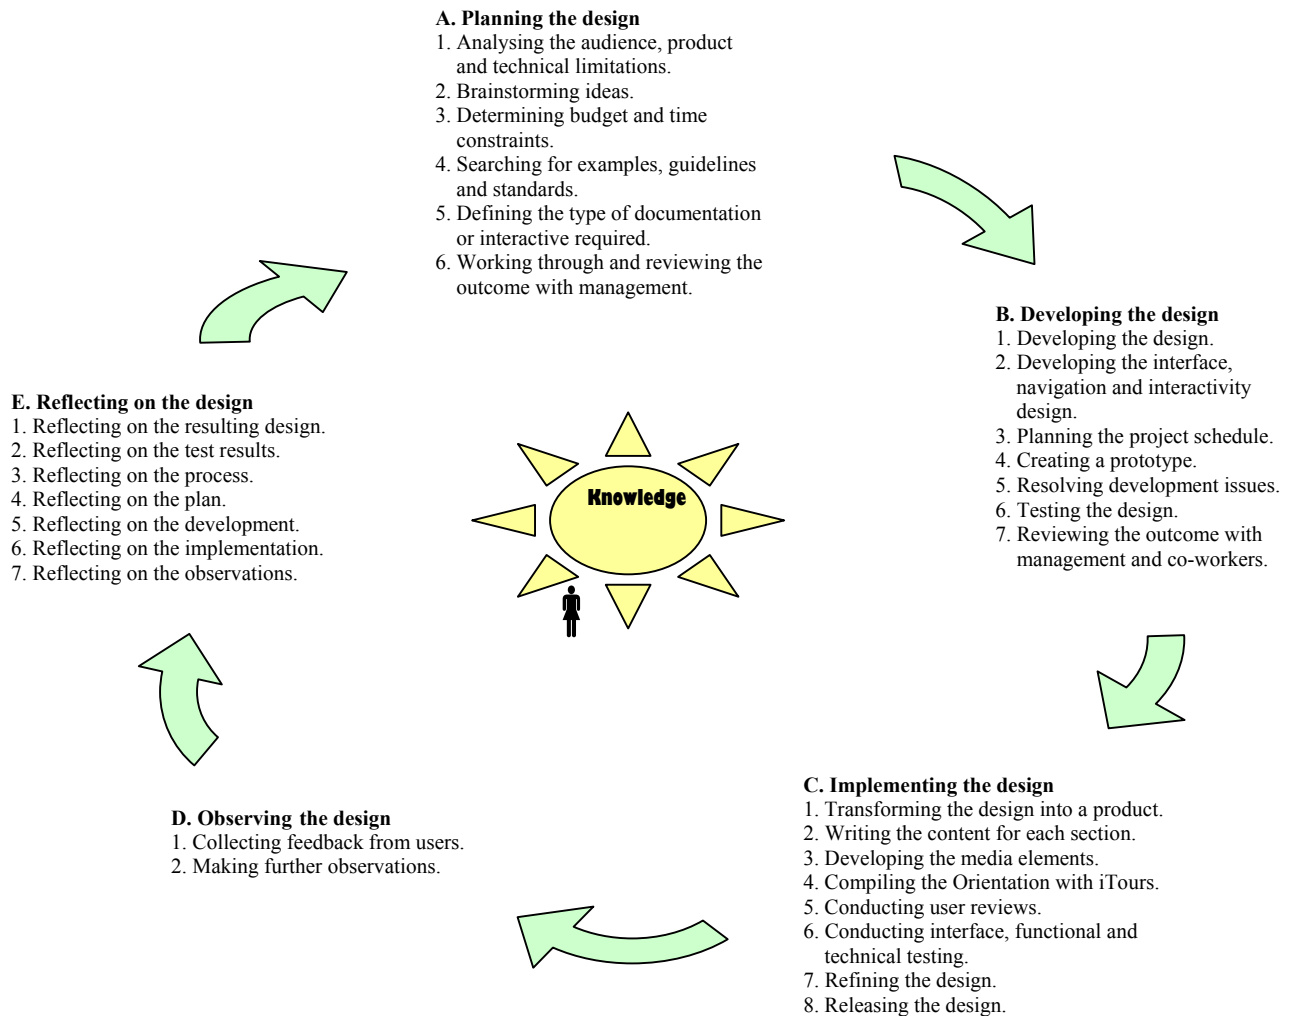 A. Planning the design
1. Analysing the audience, product
and technical limitations.
2. Brainstorming ideas.
3. Determining budget and time
constraints.
4. Searching for examples, guidelines
and standards.
5. Defining the type of documentation
or interactive required.
6. Working through and reviewing the
outcome with management.
B. Developing the design
1. Developing the design.
2. Developing the interface,
navigation and interactivity
design.
3. Planning the project schedule.
4. Creating a prototype.
5. Resolving development issues.
6. Testing the design.
7. Reviewing the outcome with
management and co-workers.
C. Implementing the design
1. Transforming the design into a product.
2. Writing the content for each section.
3. Developing the media elements.
4. Compiling the Orientation with iTours.
5. Conducting user reviews.
6. Conducting interface, functional and
technical testing.
7. Refining the design.
8. Releasing the design.
D. Observing the design
1. Collecting feedback from users.
2. Making further observations.
E. Reflecting on the design
1. Reflecting on the resulting design.
2. Reflecting on the test results.
3. Reflecting on the process.
4. Reflecting on the plan.
5. Reflecting on the development.
6. Reflecting on the implementation.
7. Reflecting on the observations.
Knowledge